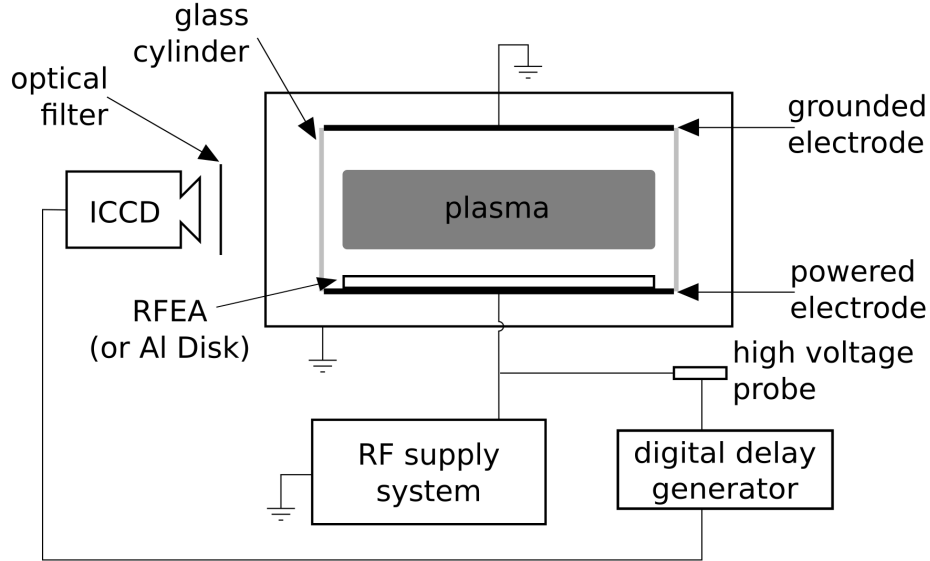 glass
cylinder
optical
filter
grounded
electrode
ICCD
plasma
powered
electrode
RFEA
(or Al Disk)
high voltage
probe
RF supply
system
digital delay
generator